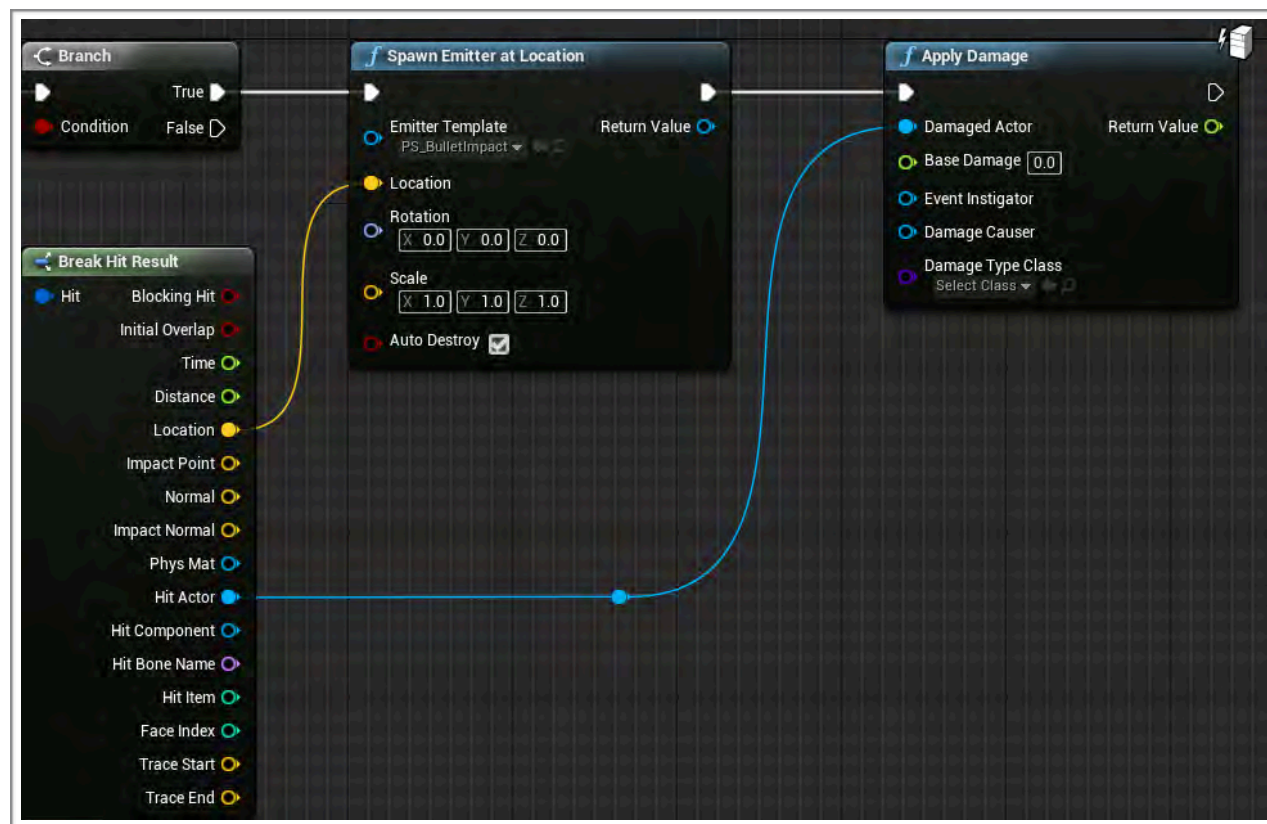 Branch
True
Condition
False
Spawn Emitter at Location
Emitter Template
PS_BulletImpact
Return Value
Location
Rotation
X 0.0 Y 0.0 Z 0.0
Scale
X 1.0 Y 1.0 Z 1.0
Auto Destroy
Apply Damage
Damaged Actor
Return Value
Base Damage 0.0
Event Instigator
Damage Causer
Damage Type Class
Select Class
Break Hit Result
Hit
Blocking Hit
Initial Overlap
Time
Distance
Location
Impact Point
Normal
Impact Normal
Phys Mat
Hit Actor
Hit Component
Hit Bone Name
Hit Item
Face Index
Trace Start
Trace End